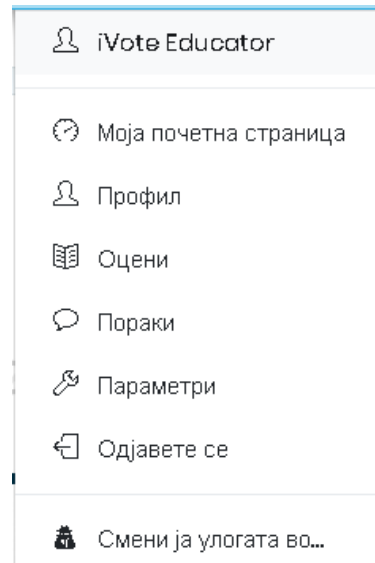 iVote Educator
Моја почетна страница
Профил
Оцени
Пораки
Параметри
Одјавете се
Смени ја улогата во...